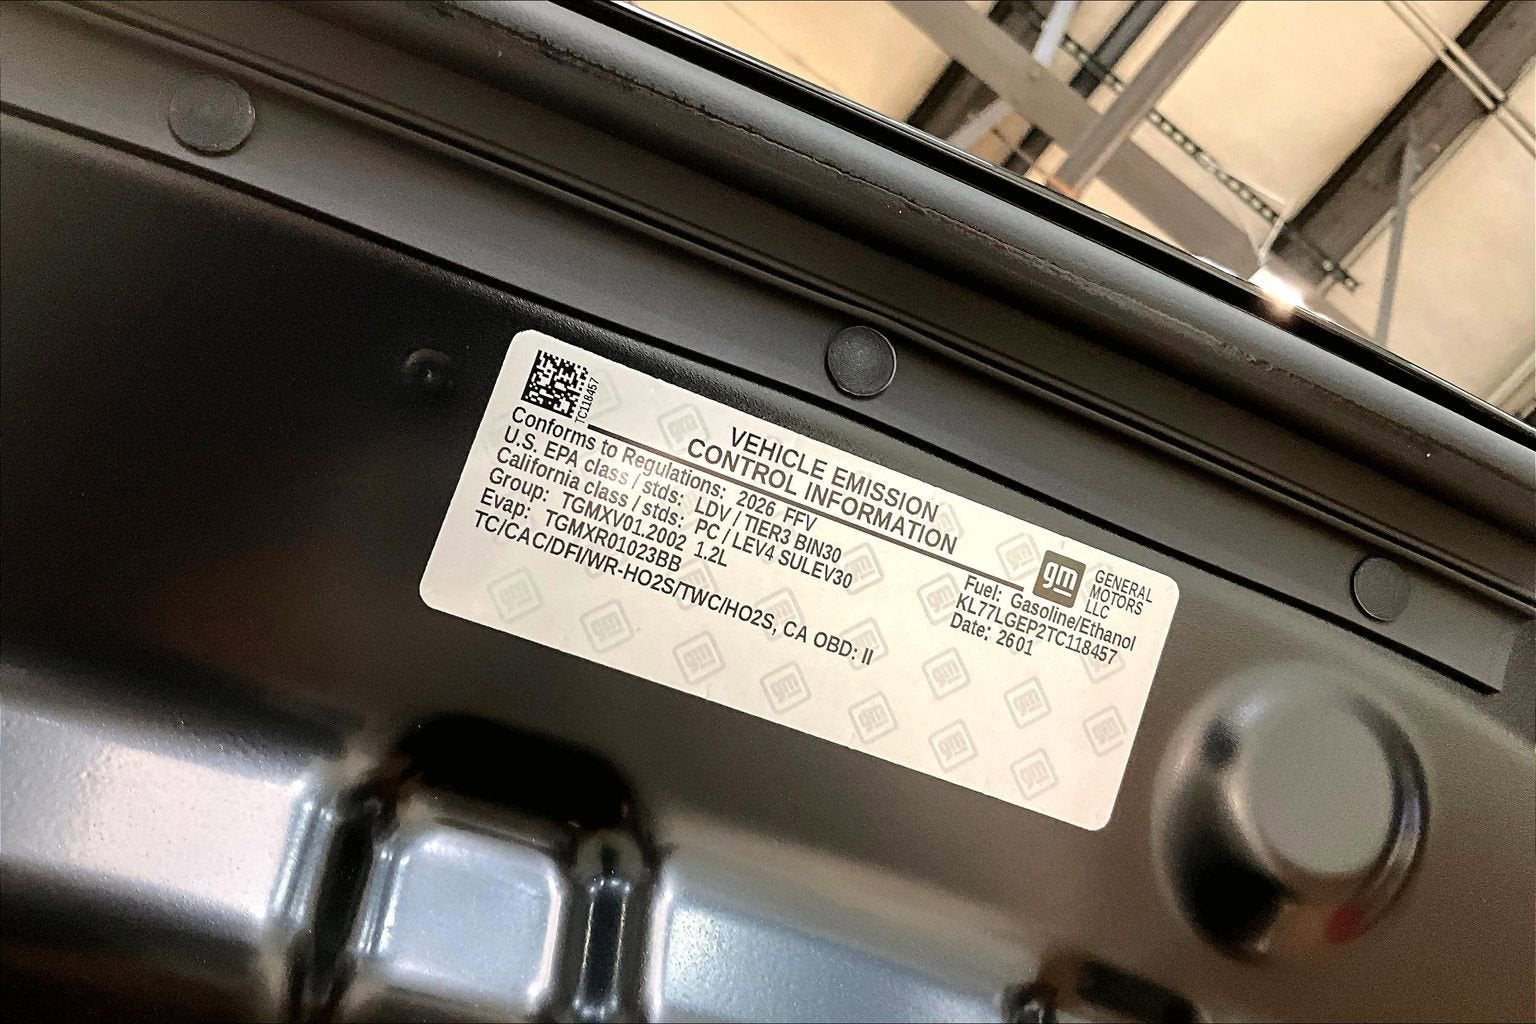 TC118457
VEHICLE EMISSION
CONTROL INFORMATION
Conforms to Regulations: 2026 FFV
U.S. EPA class / stds: LDV / TIER3 BIN30
California class / stds: PC / LEV4 SULEV30
Group: TGMXV01.2002 1.2L
Evap: TGMXR01023BB
TC/CAC/DFI/WR-HO2S/TWC/HO2S, CA OBD: II
gm
GENERAL
MOTORS
LLC
Fuel: Gasoline/Ethanol
KL77LGEP2TC118457
Date: 2601